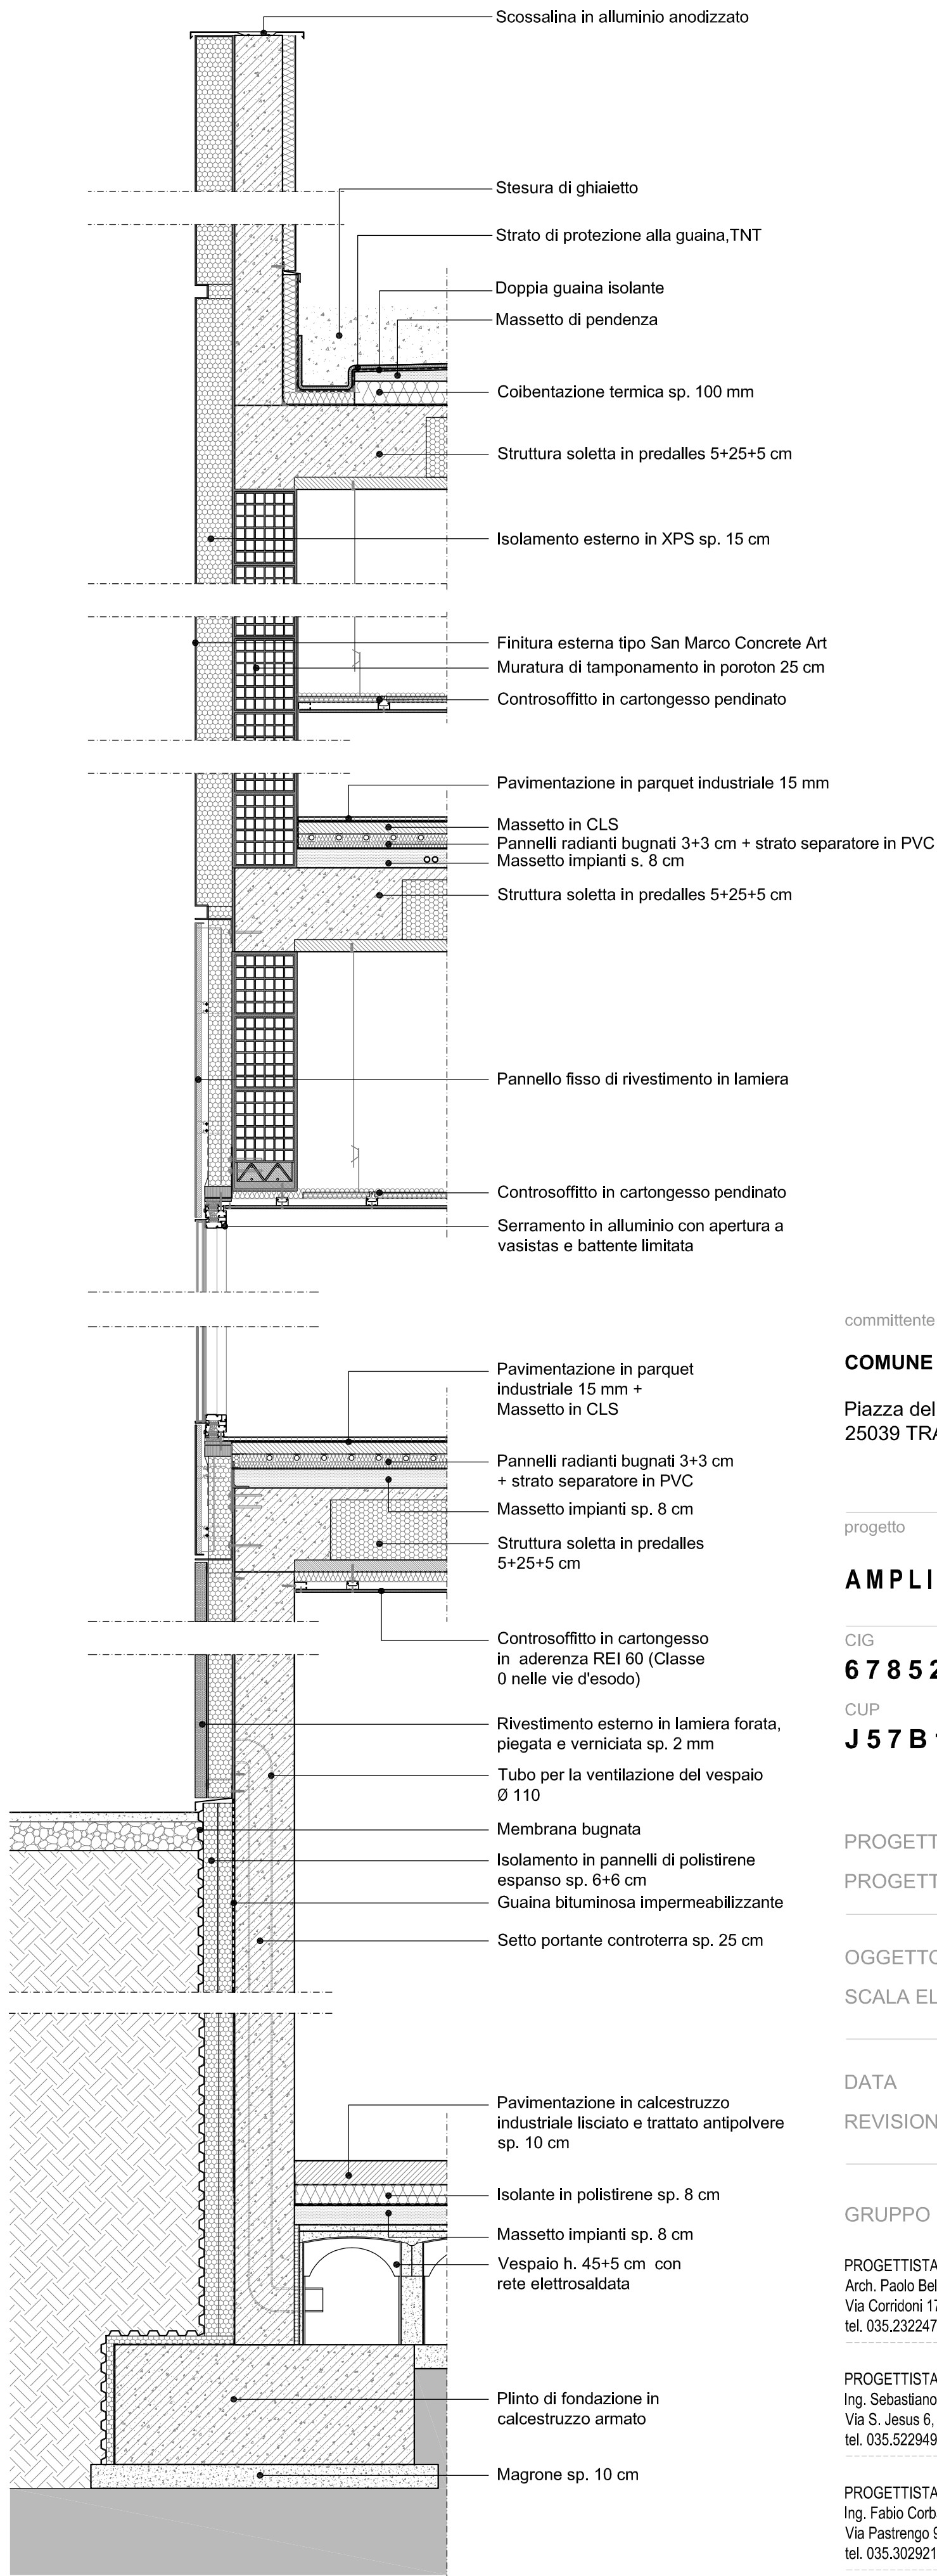 Scossalina in alluminio anodizzato
Stesura di ghiaietto
Strato di protezione alla guaina,TNT
Doppia guaina isolante
Massetto di pendenza
Coibentazione termica sp. 100 mm
Struttura soletta in predalles 5+25+5 cm
Isolamento esterno in XPS sp. 15 cm
Finitura esterna tipo San Marco Concrete Art
Muratura di tamponamento in poroton 25 cm
Controsoffitto in cartongesso pendinato
Pavimentazione in parquet industriale 15 mm
Massetto in CLS
Pannelli radianti bugnati 3+3 cm + strato separatore in PVC
Massetto impianti s. 8 cm
Struttura soletta in predalles 5+25+5 cm
Pannello fisso di rivestimento in lamiera
Controsoffitto in cartongesso pendinato
Serramento in alluminio con apertura a
vasistas e battente limitata
Pavimentazione in parquet
industriale 15 mm +
Massetto in CLS
Pannelli radianti bugnati 3+3 cm
+ strato separatore in PVC
Massetto impianti sp. 8 cm
Struttura soletta in predalles
5+25+5 cm
Controsoffitto in cartongesso
in aderenza REI 60 (Classe
0 nelle vie d'esodo)
Rivestimento esterno in lamiera forata,
piegata e verniciata sp. 2 mm
Tubo per la ventilazione del vespaio
Ø 110
Membrana bugnata
Isolamento in pannelli di polistirene
espanso sp. 6+6 cm
Guaina bituminosa impermeabilizzante
Setto portante controterra sp. 25 cm
Pavimentazione in calcestruzzo
industriale lisciato e trattato antipolvere
sp. 10 cm
Isolante in polistirene sp. 8 cm
Massetto impianti sp. 8 cm
Vespaio h. 45+5 cm con
rete elettrosaldata
Plinto di fondazione in
calcestruzzo armato
Magrone sp. 10 cm
committente
COMUNE
Piazza del
25039 TRA
progetto
AMPLI
CIG
67852
CUP
J57B
PROGETT
PROGETT
OGGETTO
SCALA EL
DATA
REVISION
GRUPPO
PROGETTISTA
Arch. Paolo Bel
Via Corridoni 17
tel. 035.232247
PROGETTISTA
Ing. Sebastiano
Via S. Jesus 6,
tel. 035.522949
PROGETTISTA
Ing. Fabio Corb
Via Pastrengo 9
tel. 035.302921